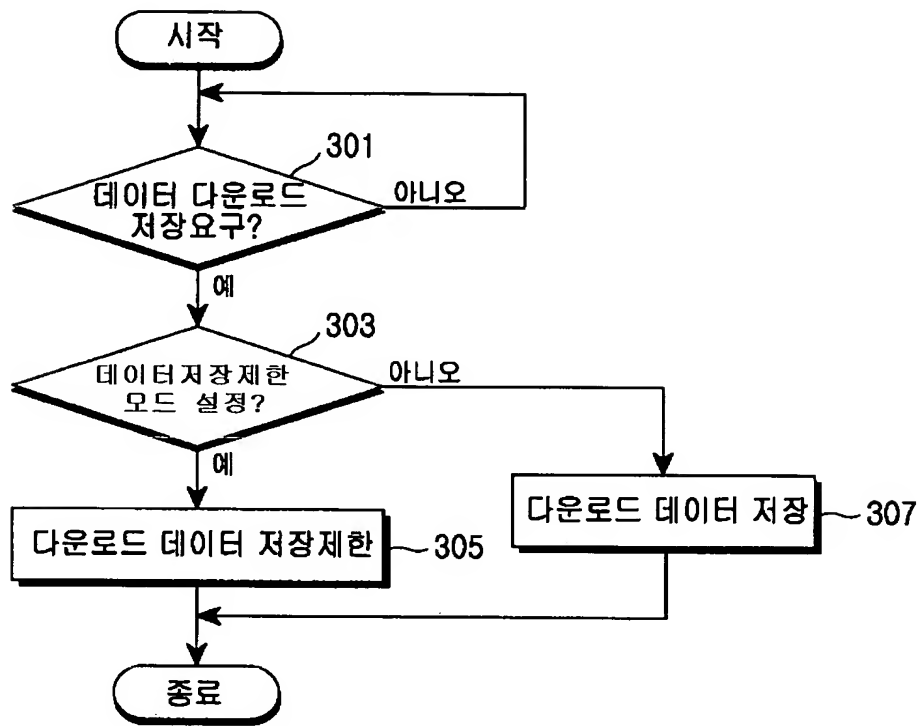 시작
301
데이터 다운로드
저장요구?
아니오
예
303
데이터저장제한
모드 설정?
아니오
예
다운로드 데이터 저장제한
305
다운로드 데이터 저장
307
종료